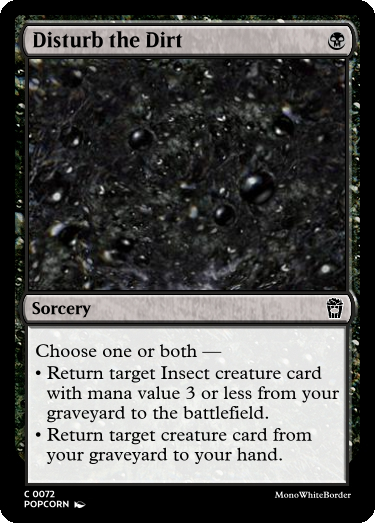 Disturb the Dirt
Sorcery
Choose one or both —
• Return target Insect creature card
with mana value 3 or less from your
graveyard to the battlefield.
• Return target creature card from
your graveyard to your hand.
C 0072
POPCORN
MonoWhiteBorder